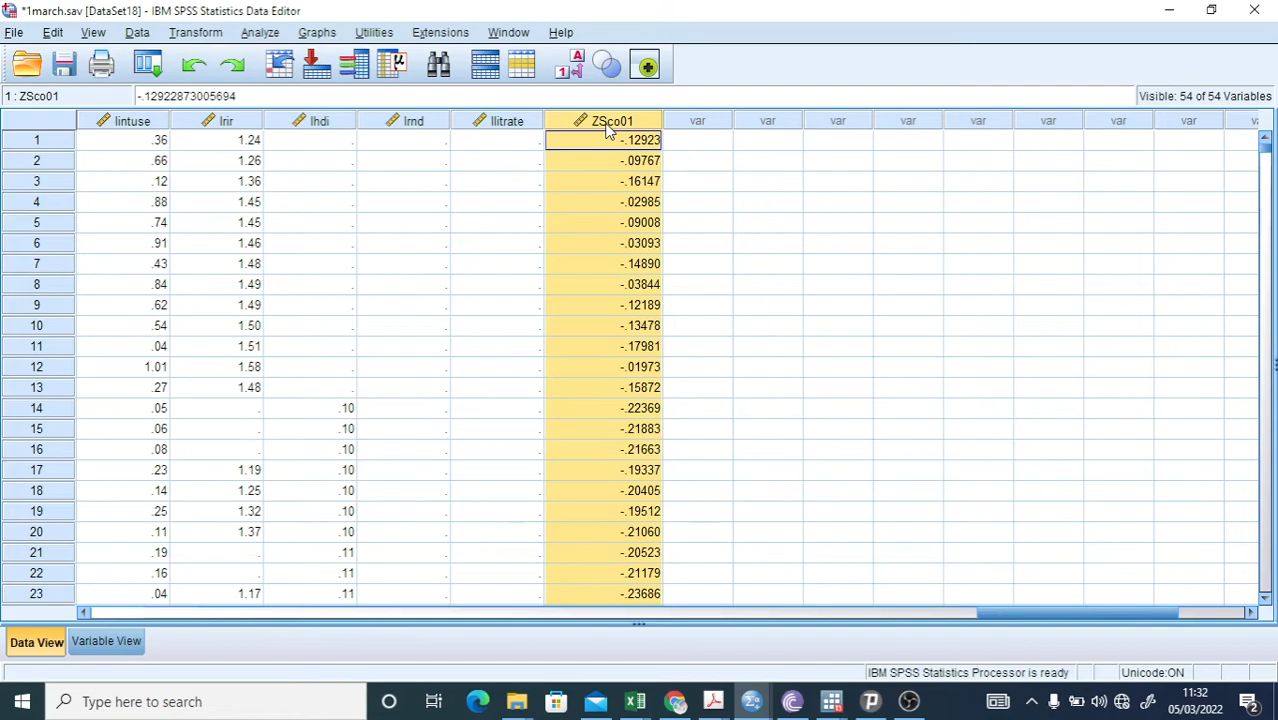 *1march.sav [DataSet18] - IBM SPSS Statistics Data Editor
File Edit View Data Transform Analyze Graphs Utilities Extensions Window Help
1 : ZSco01 -.12922873005694 Visible: 54 of 54 Variables
lintuse lrir lhdi lrnd llitrate ZSco01 var var var var var var var var
1 .36 1.24 . . . -.12923
2 .66 1.26 . . . -.09767
3 .12 1.36 . . . -.16147
4 .88 1.45 . . . -.02985
5 .74 1.45 . . . -.09008
6 .91 1.46 . . . -.03093
7 .43 1.48 . . . -.14890
8 .84 1.49 . . . -.03844
9 .62 1.49 . . . -.12189
10 .54 1.50 . . . -.13478
11 .04 1.51 . . . -.17981
12 1.01 1.58 . . . -.01973
13 .27 1.48 . . . -.15872
14 .05 . .10 . . -.22369
15 .06 . .10 . . -.21883
16 .08 . .10 . . -.21663
17 .23 1.19 .10 . . -.19337
18 .14 1.25 .10 . . -.20405
19 .25 1.32 .10 . . -.19512
20 .11 1.37 .10 . . -.21060
21 .19 . .11 . . -.20523
22 .16 . .11 . . -.21179
23 .04 1.17 .11 . . -.23686
Data View Variable View
IBM SPSS Statistics Processor is ready Unicode:ON
Type here to search
11:32
05/03/2022
2